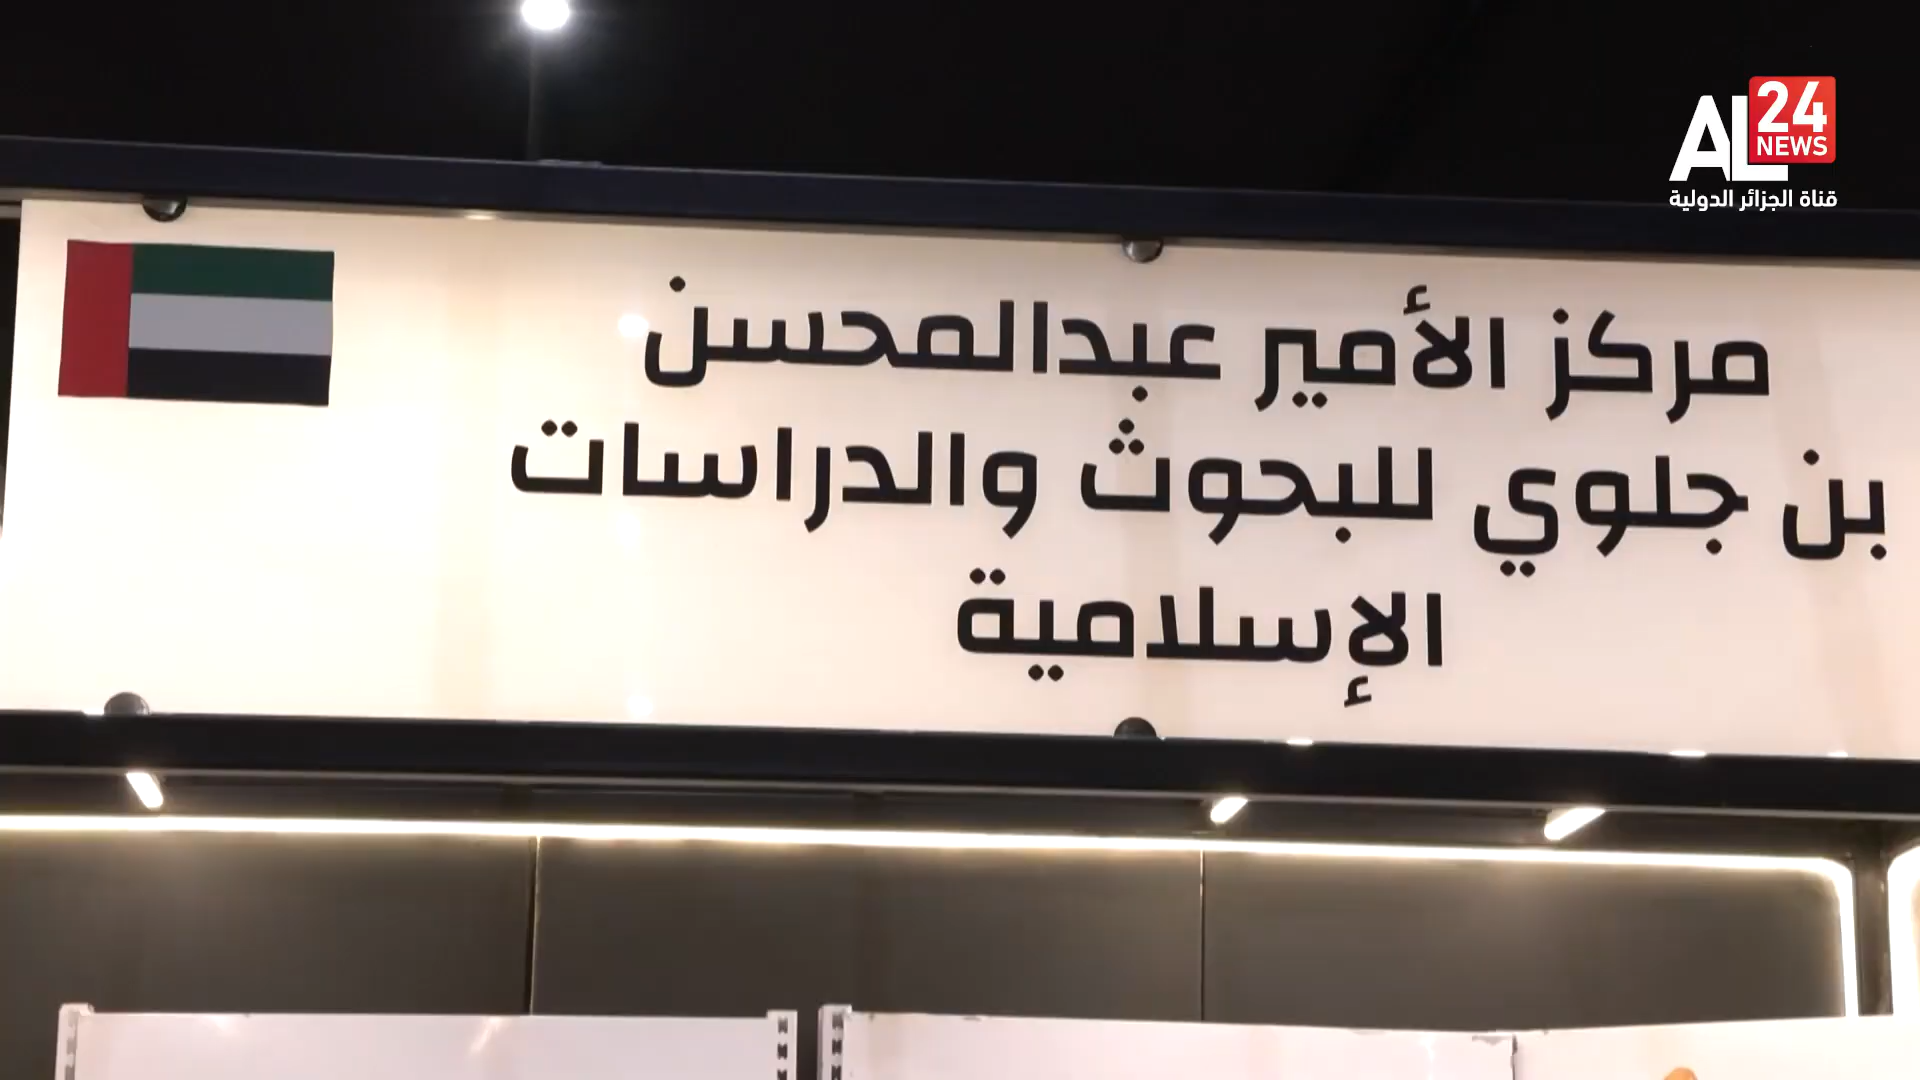 AL
24
NEWS
قناة الجزائر الدولية
مركز الأمير عبدالمحسن
بن جلوي للبحوث والدراسات
الإسلامية